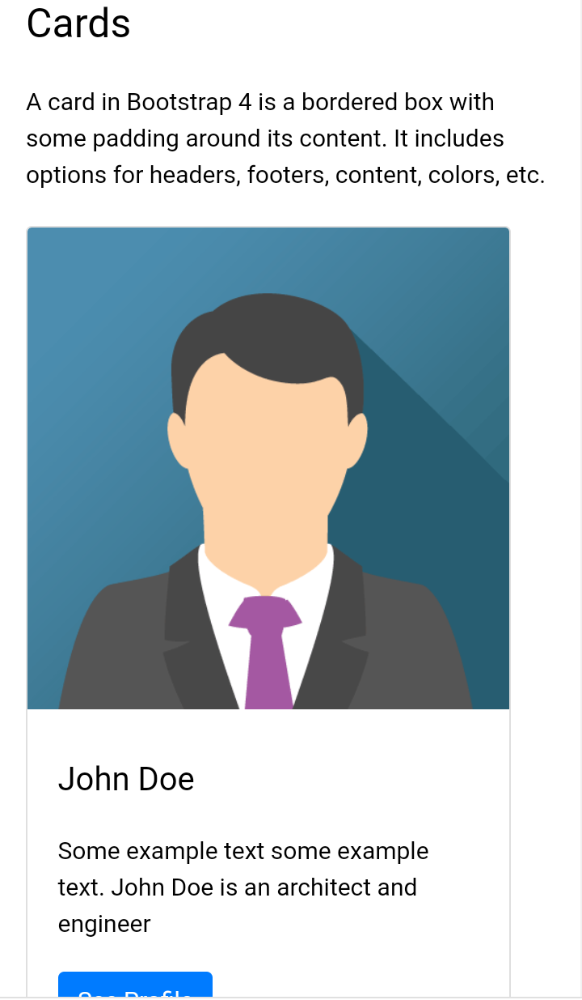 Cards
A card in Bootstrap 4 is a bordered box with
some padding around its content. It includes
options for headers, footers, content, colors, etc.
John Doe
Some example text some example
text. John Doe is an architect and
engineer
See Profile